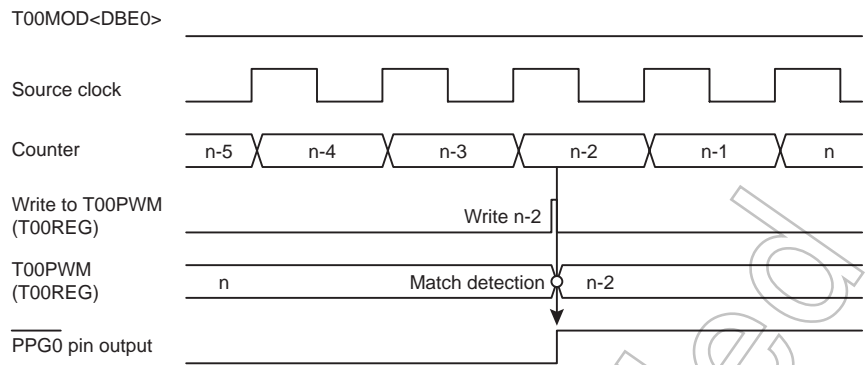 T00MOD<DBE0>
Source clock
Counter n-5 n-4 n-3 n-2 n-1 n
Write to T00PWM
(T00REG)
Write n-2
T00PWM
(T00REG)
n Match detection n-2
PPG0 pin output